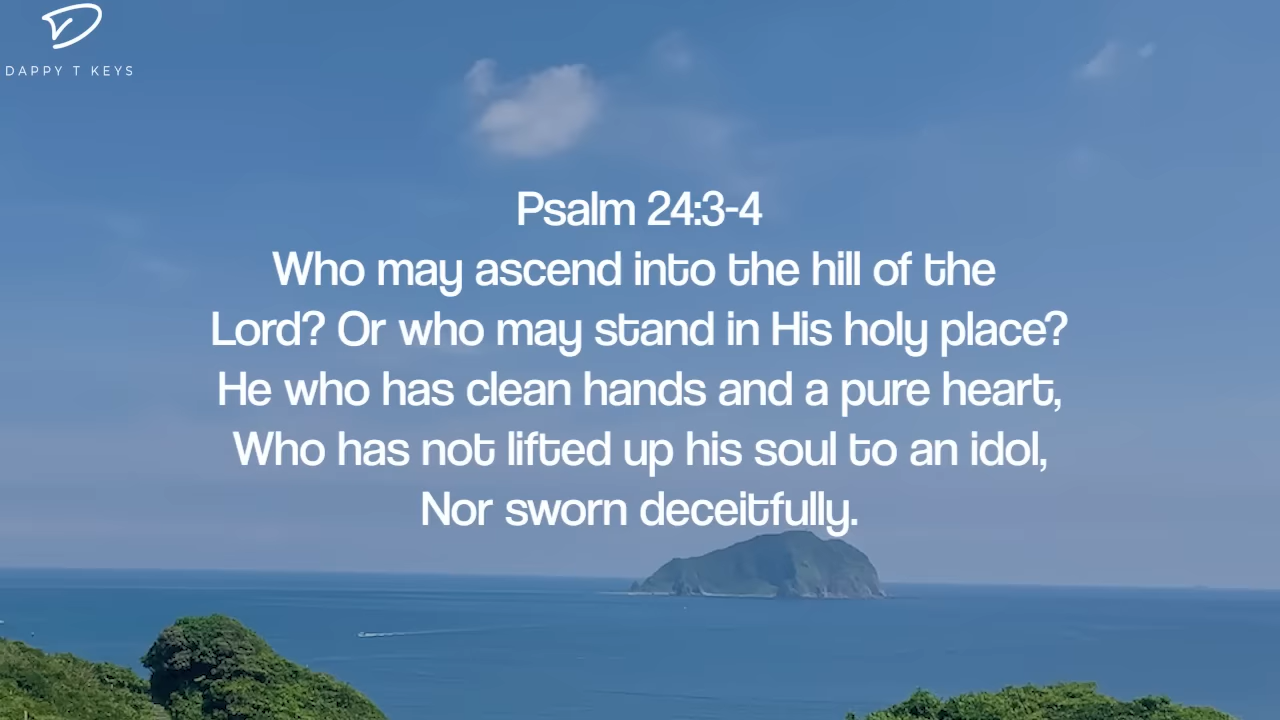 DAPPY T KEYS
Psalm 24:3-4
Who may ascend into the hill of the
Lord? Or who may stand in His holy place?
He who has clean hands and a pure heart,
Who has not lifted up his soul to an idol,
Nor sworn deceitfully.